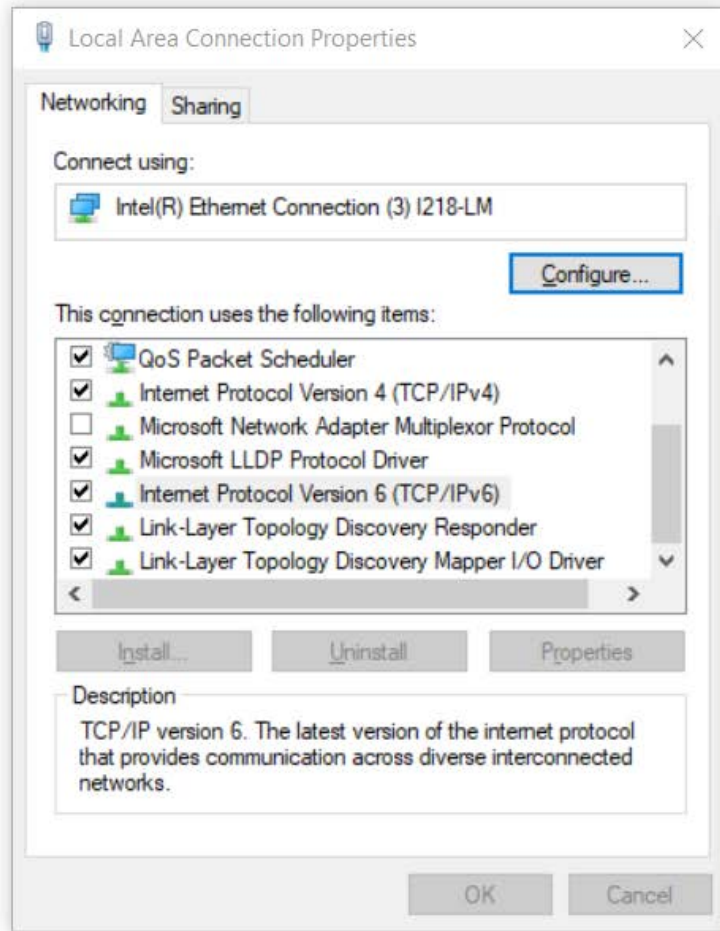 Local Area Connection Properties
Networking
Sharing
Connect using:
Intel(R) Ethernet Connection (3) I218-LM
Configure...
This connection uses the following items:
QoS Packet Scheduler
Internet Protocol Version 4 (TCP/IPv4)
Microsoft Network Adapter Multiplexor Protocol
Microsoft LLDP Protocol Driver
Internet Protocol Version 6 (TCP/IPv6)
Link-Layer Topology Discovery Responder
Link-Layer Topology Discovery Mapper I/O Driver
Install...
Uninstall
Properties
Description
TCP/IP version 6. The latest version of the internet protocol
that provides communication across diverse interconnected
networks.
OK
Cancel